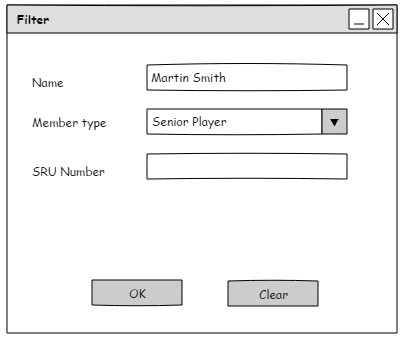 Filter
Name
Martin Smith
Member type
Senior Player
SRU Number
OK
Clear